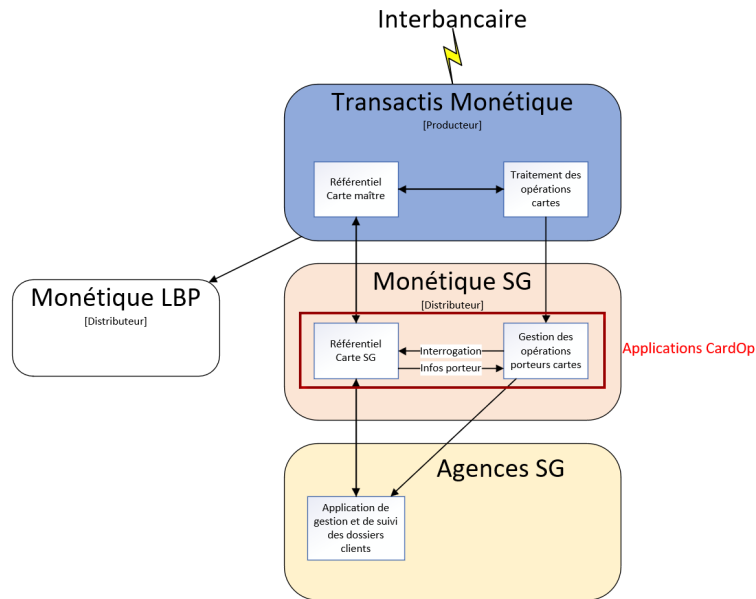 Interbancaire
Transactis Monétique
[Producteur]
Référentiel
Carte maître
Traitement des
opérations
cartes
Monétique LBP
[Distributeur]
Monétique SG
[Distributeur]
Référentiel
Carte SG
Interrogation
Infos porteur
Gestion des
opérations
porteurs cartes
Applications CardOp
Agences SG
Application de
gestion et de suivi
des dossiers
clients